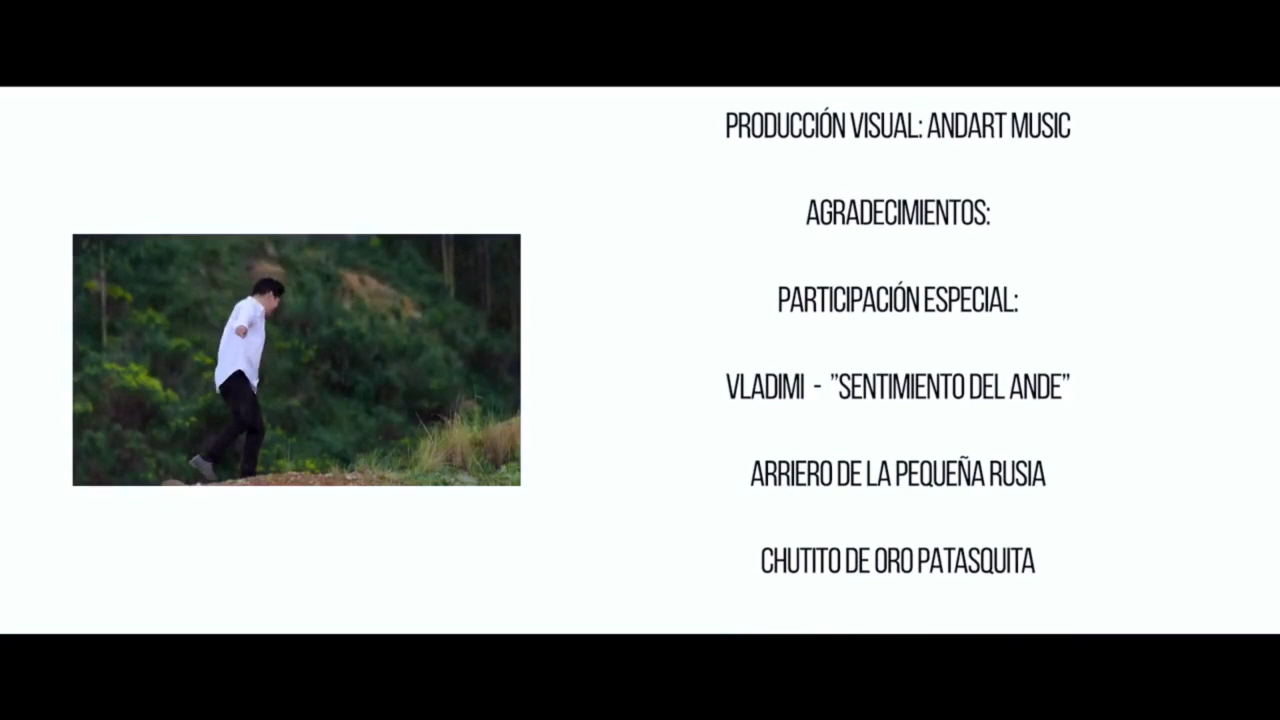 PRODUCCIÓN VISUAL: ANDART MUSIC
AGRADECIMIENTOS:
PARTICIPACIÓN ESPECIAL:
VLADIMI - ”SENTIMIENTO DEL ANDE”
ARRIERO DE LA PEQUEÑA RUSIA
CHUTITO DE ORO PATASQUITA